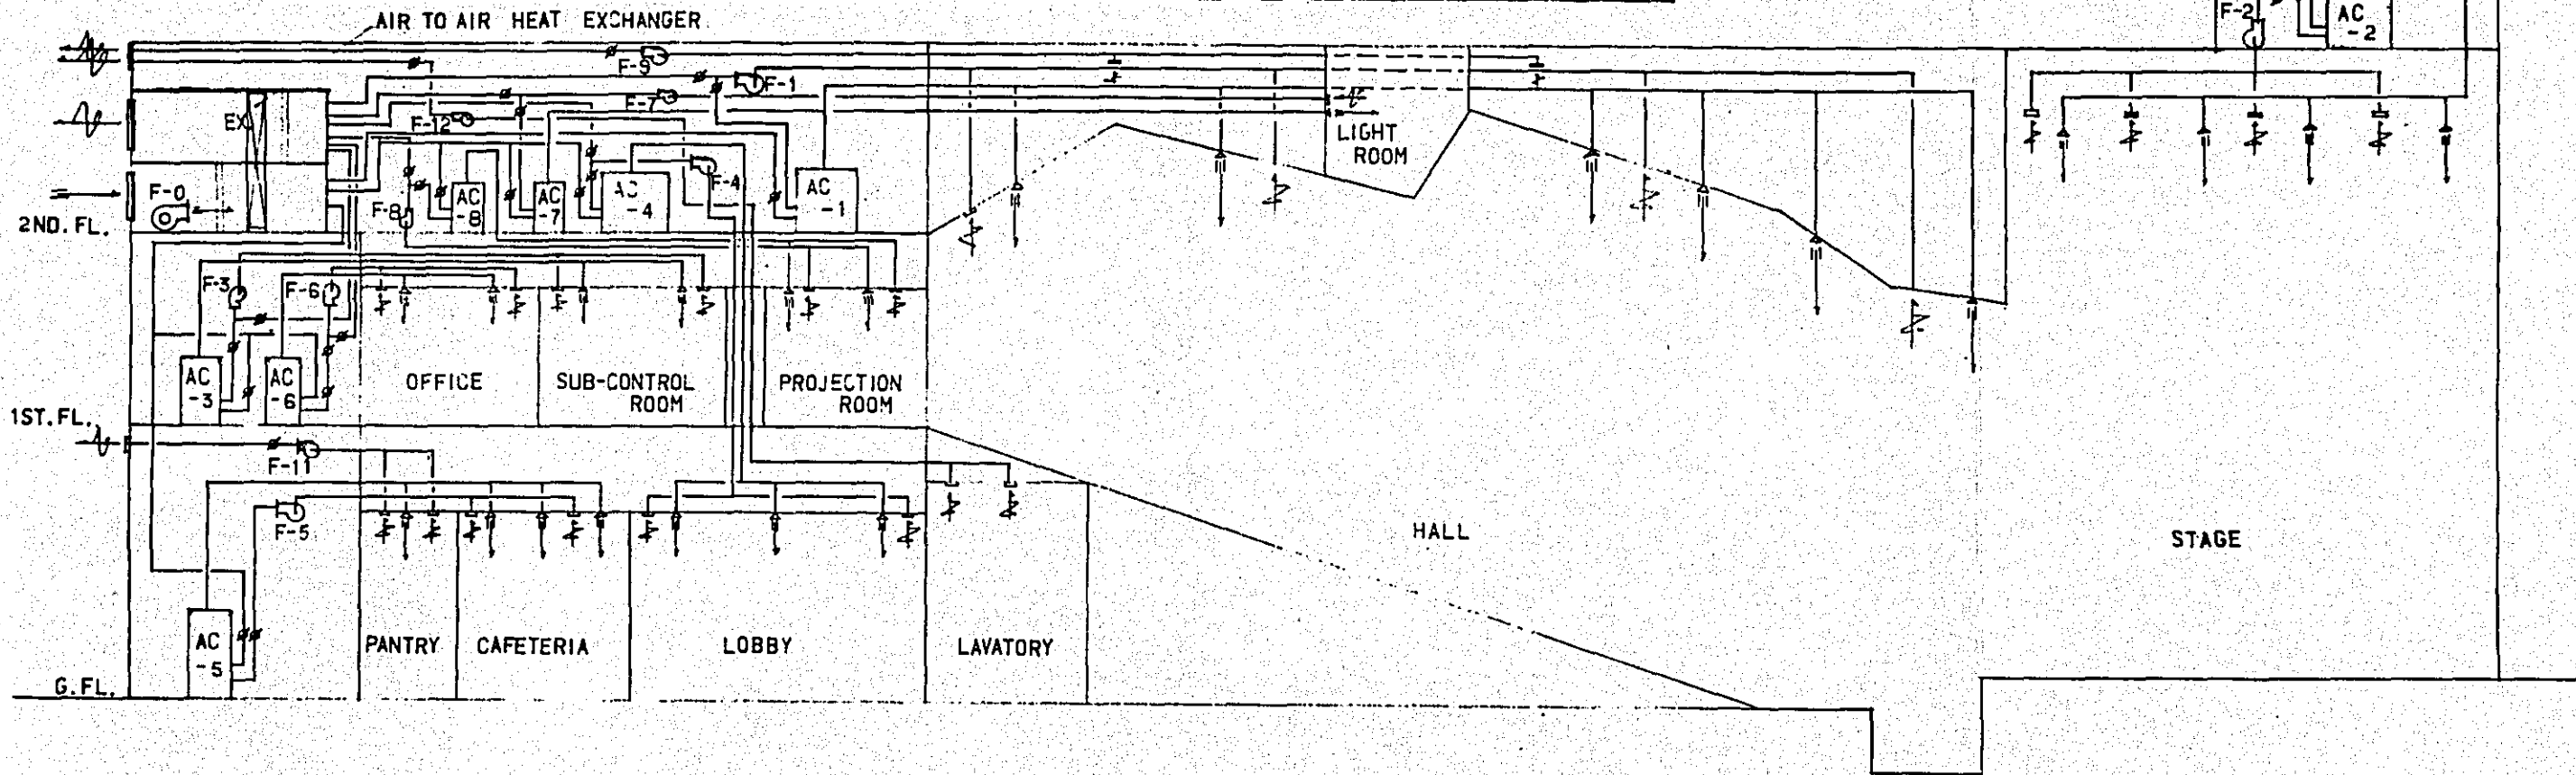 AIR TO AIR HEAT EXCHANGER
F-2
AC
-2
F-9
F-1
F-7
EX
F-12
LIGHT
ROOM
F-0
F-8
AC
-8
AC
-7
AC
-4
F-4
AC
-1
2ND. FL.
F-3
F-6
AC
-3
AC
-6
OFFICE
SUB-CONTROL
ROOM
PROJECTION
ROOM
1ST. FL.
F-11
F-5
HALL
STAGE
AC
-5
PANTRY
CAFETERIA
LOBBY
LAVATORY
G. FL.